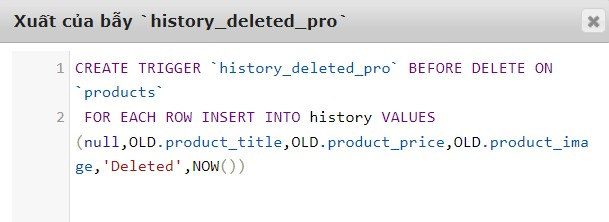 Xuất của bẫy `history_deleted_pro`
1 CREATE TRIGGER `history_deleted_pro` BEFORE DELETE ON
`products`
2 FOR EACH ROW INSERT INTO history VALUES
(null,OLD.product_title,OLD.product_price,OLD.product_ima
ge,'Deleted',NOW())